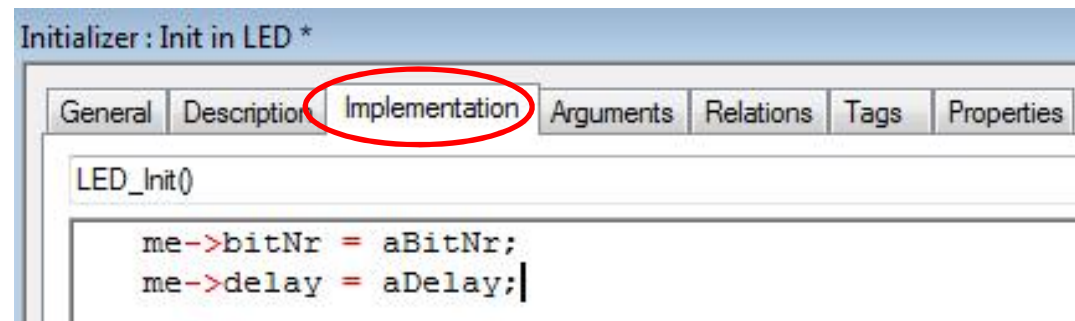 Initializer : Init in LED *
General Description Implementation Arguments Relations Tags Properties
LED_Init()
me->bitNr = aBitNr;
me->delay = aDelay;